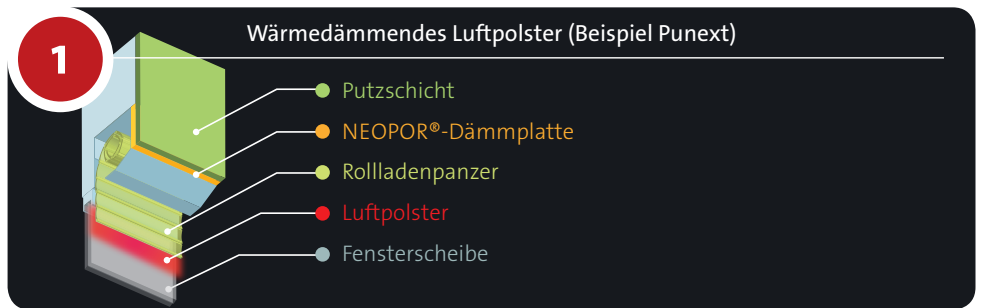 1
Wärmedämmendes Luftpolster (Beispiel Punext)
Putzschicht
NEOPOR®-Dämmplatte
Rollladenpanzer
Luftpolster
Fensterscheibe